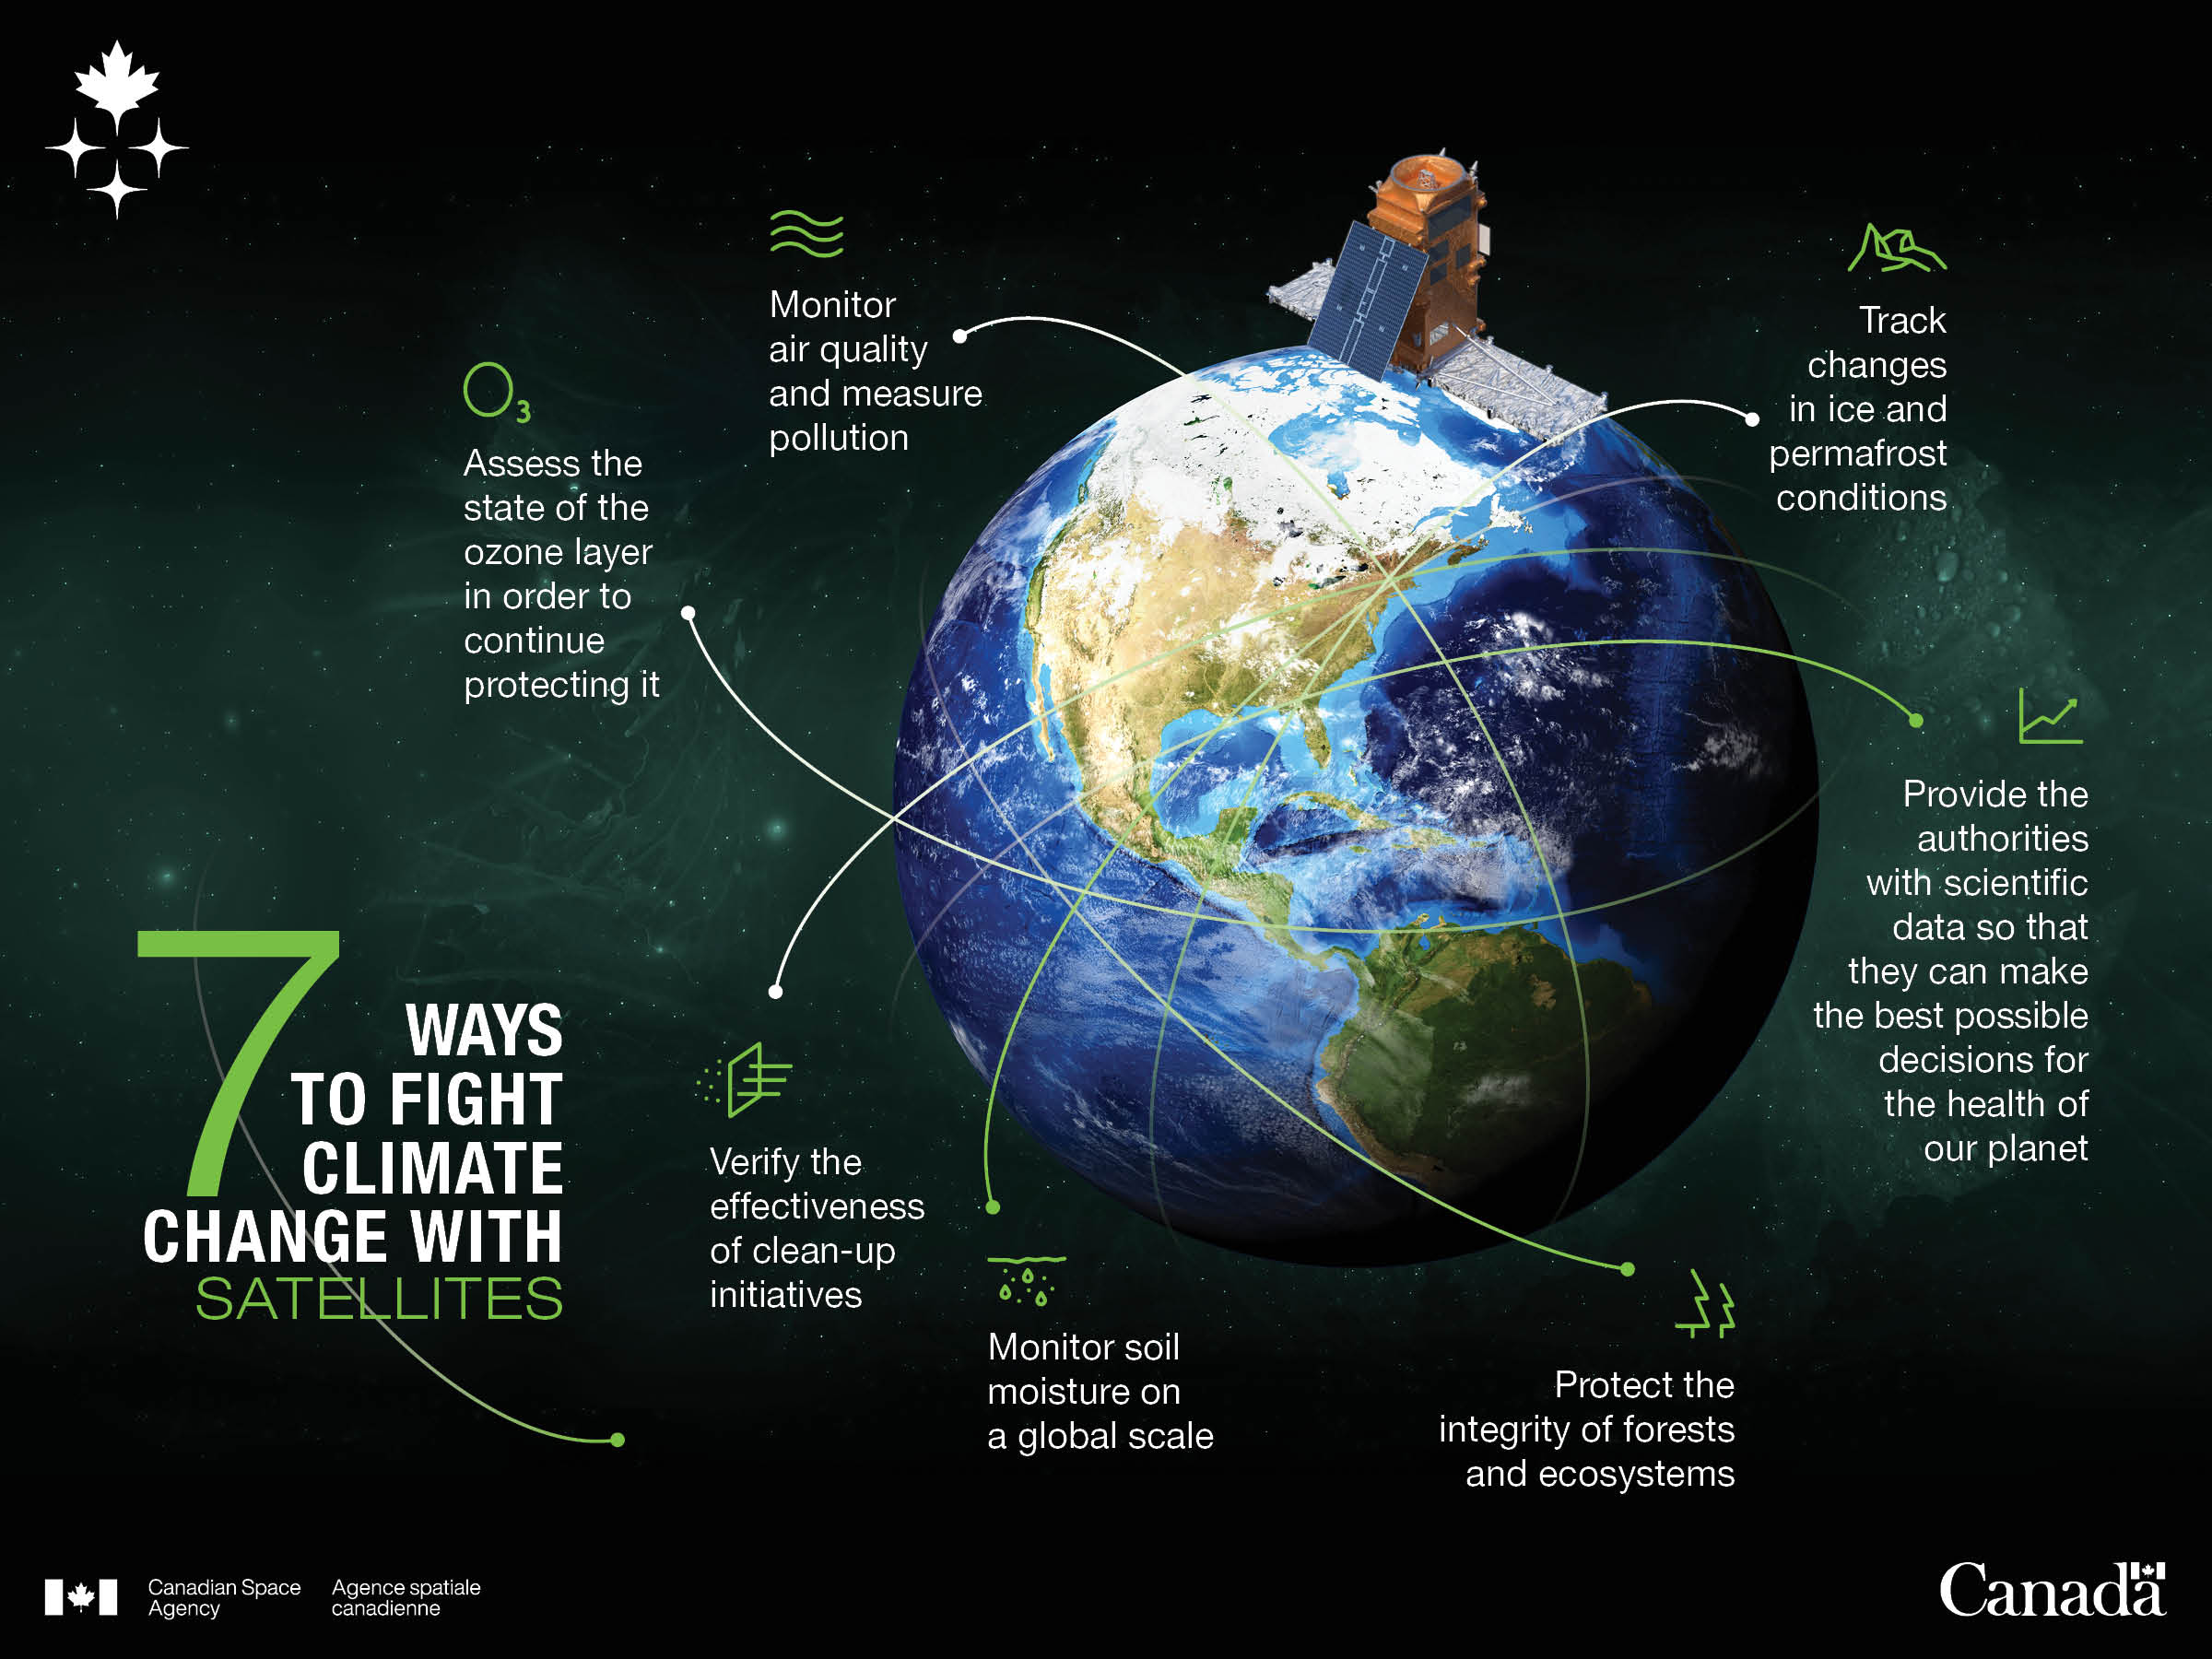 7
WAYS
TO FIGHT
CLIMATE
CHANGE WITH
SATELLITES
O3
Assess the
state of the
ozone layer
in order to
continue
protecting it
Monitor
air quality
and measure
pollution
Track
changes
in ice and
permafrost
conditions
Provide the
authorities
with scientific
data so that
they can make
the best possible
decisions for
the health of
our planet
Verify the
effectiveness
of clean-up
initiatives
Monitor soil
moisture on
a global scale
Protect the
integrity of forests
and ecosystems
Canadian Space
Agency
Agence spatiale
canadienne
Canada